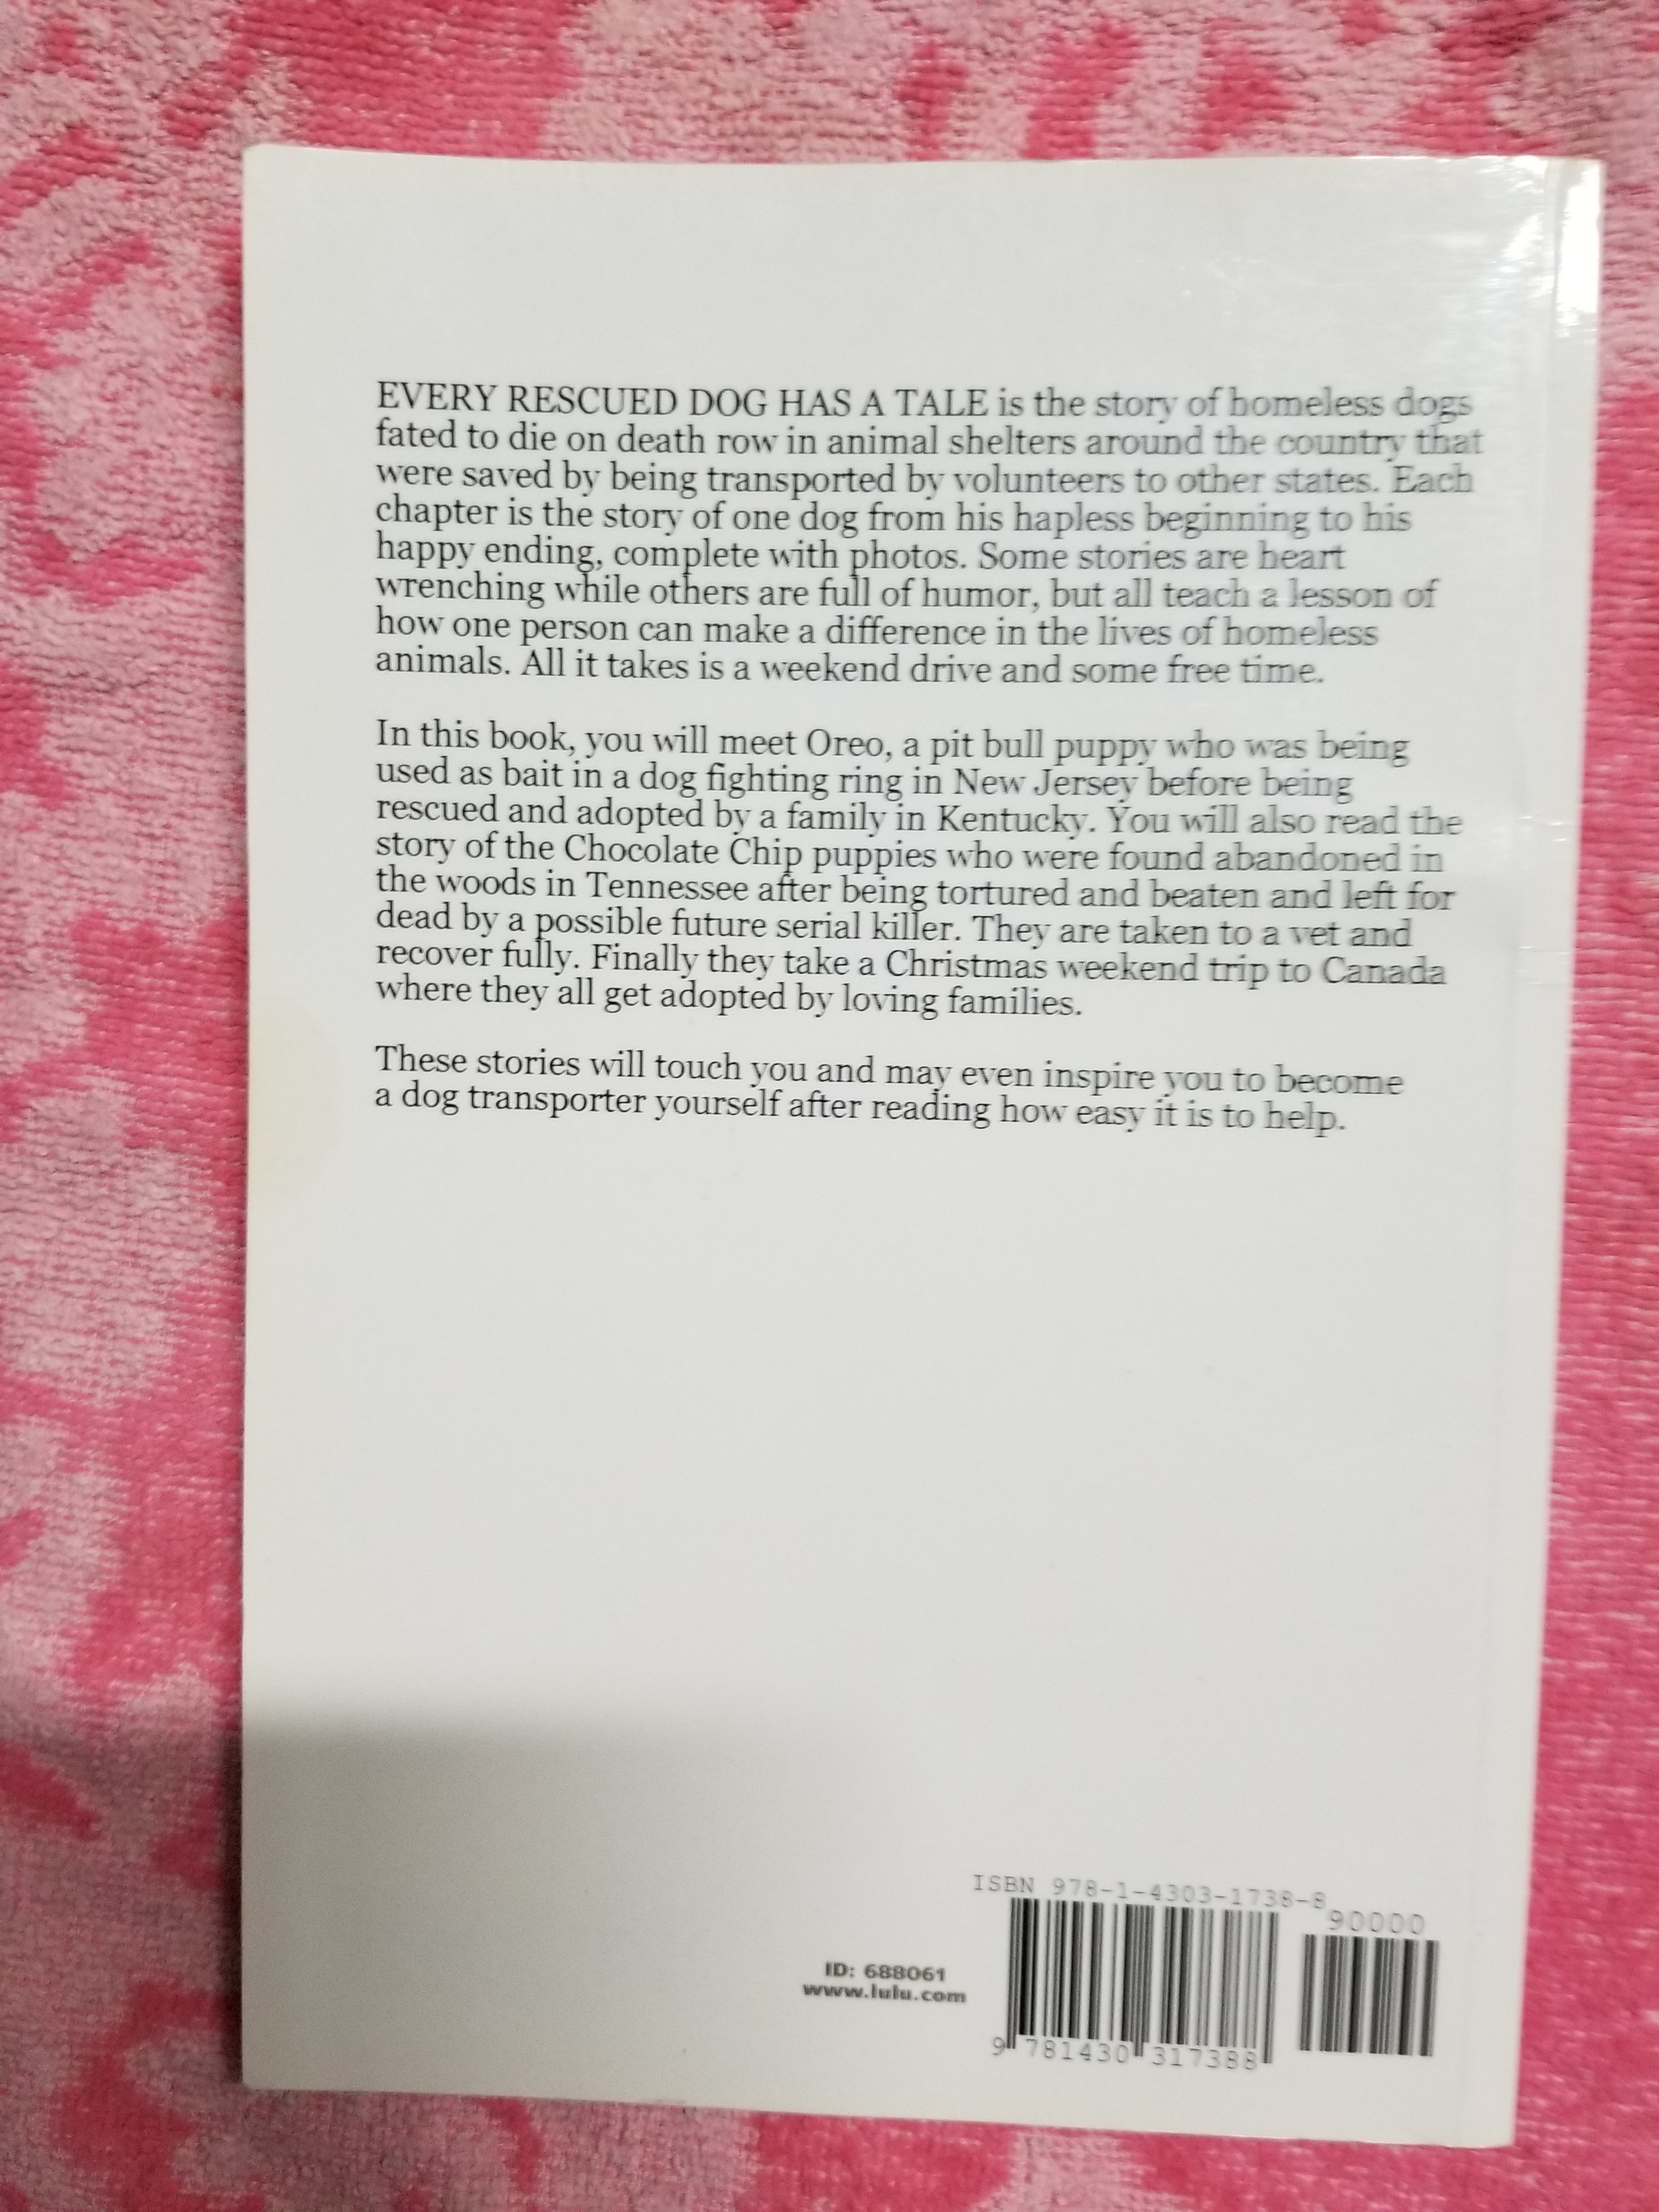 EVERY RESCUED DOG HAS A TALE is the story of homeless dogs
fated to die on death row in animal shelters around the country that
were saved by being transported by volunteers to other states. Each
chapter is the story of one dog from his hapless beginning to his
happy ending, complete with photos. Some stories are heart
wrenching while others are full of humor, but all teach a lesson of
how one person can make a difference in the lives of homeless
animals. All it takes is a weekend drive and some free time.
In this book, you will meet Oreo, a pit bull puppy who was being
used as bait in a dog fighting ring in New Jersey before being
rescued and adopted by a family in Kentucky. You will also read the
story of the Chocolate Chip puppies who were found abandoned in
the woods in Tennessee after being tortured and beaten and left for
dead by a possible future serial killer. They are taken to a vet and
recover fully. Finally they take a Christmas weekend trip to Canada
where they all get adopted by loving families.
These stories will touch you and may even inspire you to become
a dog transporter yourself after reading how easy it is to help.
ISBN 978-1-4303-1738-8
90000
ID: 688061
www.lulu.com
9 781430 317388